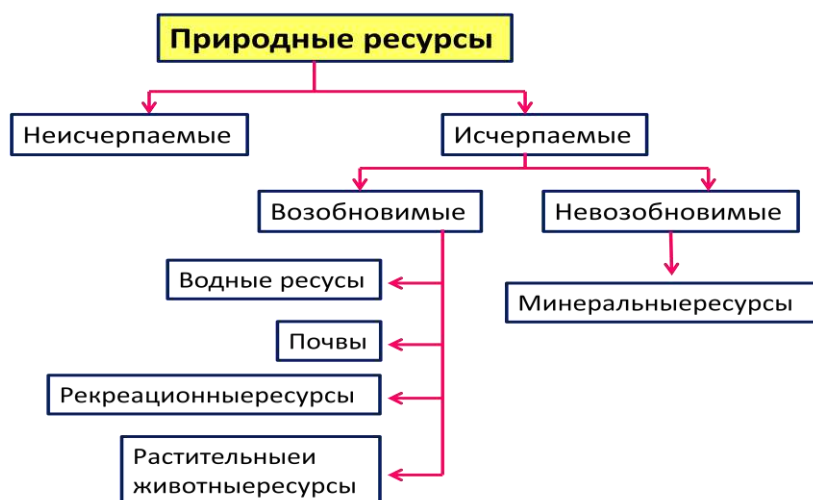 Природные ресурсы
Неисчерпаемые
Исчерпаемые
Возобновимые
Невозобновимые
Водные ресусы
Минеральныересурсы
Почвы
Рекреационныересурсы
Растительныеи
животныересурсы